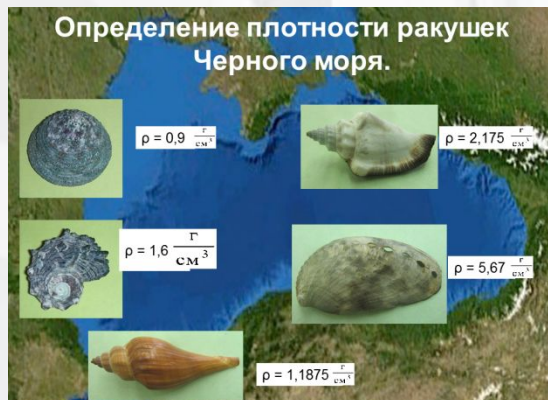 Определение плотности ракушек
Черного моря.
ρ = 0,9 г/см³
ρ = 2,175 г/см³
ρ = 1,6 г/см³
ρ = 5,67 г/см³
ρ = 1,1875 г/см³